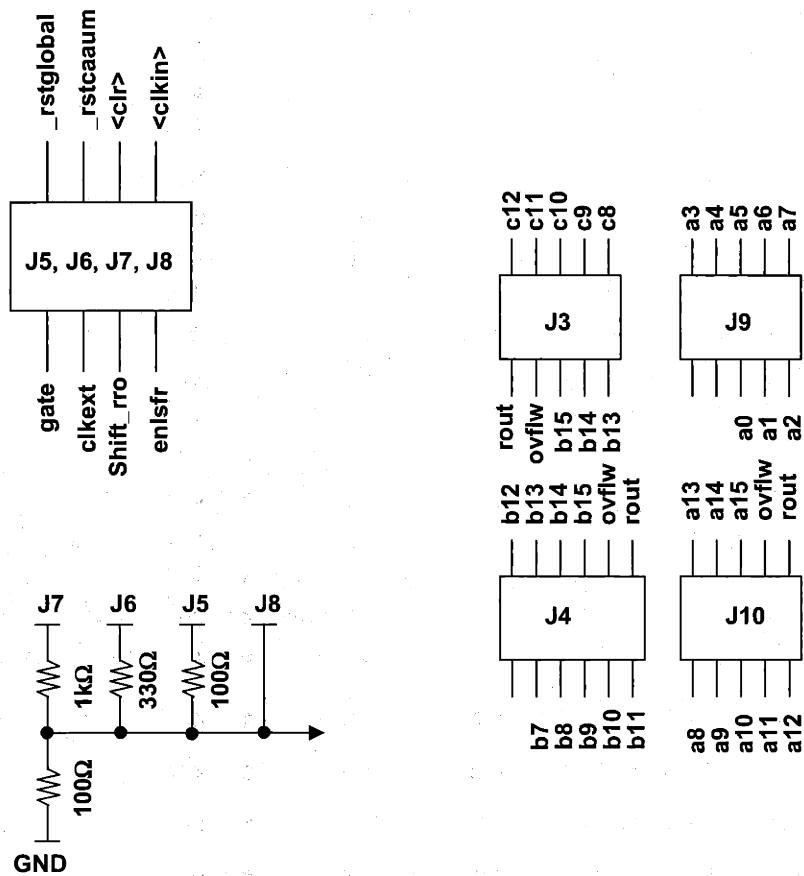 _rstglobal
_rstcaaum
<clr>
<clkin>
J5, J6, J7, J8
gate
clkext
Shift_rro
enlsfr
c12
c11
c10
c9
c8
J3
rout
ovflw
b15
b14
b13
a3
a4
a5
a6
a7
J9
a0
a1
a2
b12
b13
b14
b15
ovflw
rout
J4
b7
b8
b9
b10
b11
a13
a14
a15
ovflw
rout
J10
a8
a9
a10
a11
a12
J7
J6
J5
J8
1kΩ
330Ω
100Ω
100Ω
GND